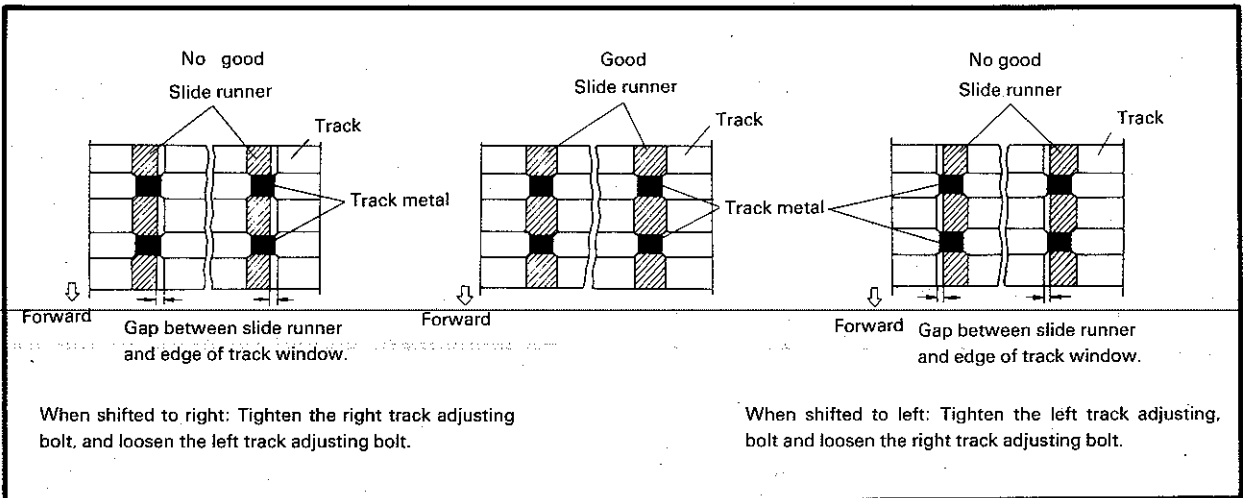 No good
Slide runner
Track
Track metal
Forward
Gap between slide runner
and edge of track window.
When shifted to right: Tighten the right track adjusting
bolt, and loosen the left track adjusting bolt.
Good
Slide runner
Track
Track metal
Forward
No good
Slide runner
Track
Forward
Gap between slide runner
and edge of track window.
When shifted to left: Tighten the left track adjusting,
bolt and loosen the right track adjusting bolt.